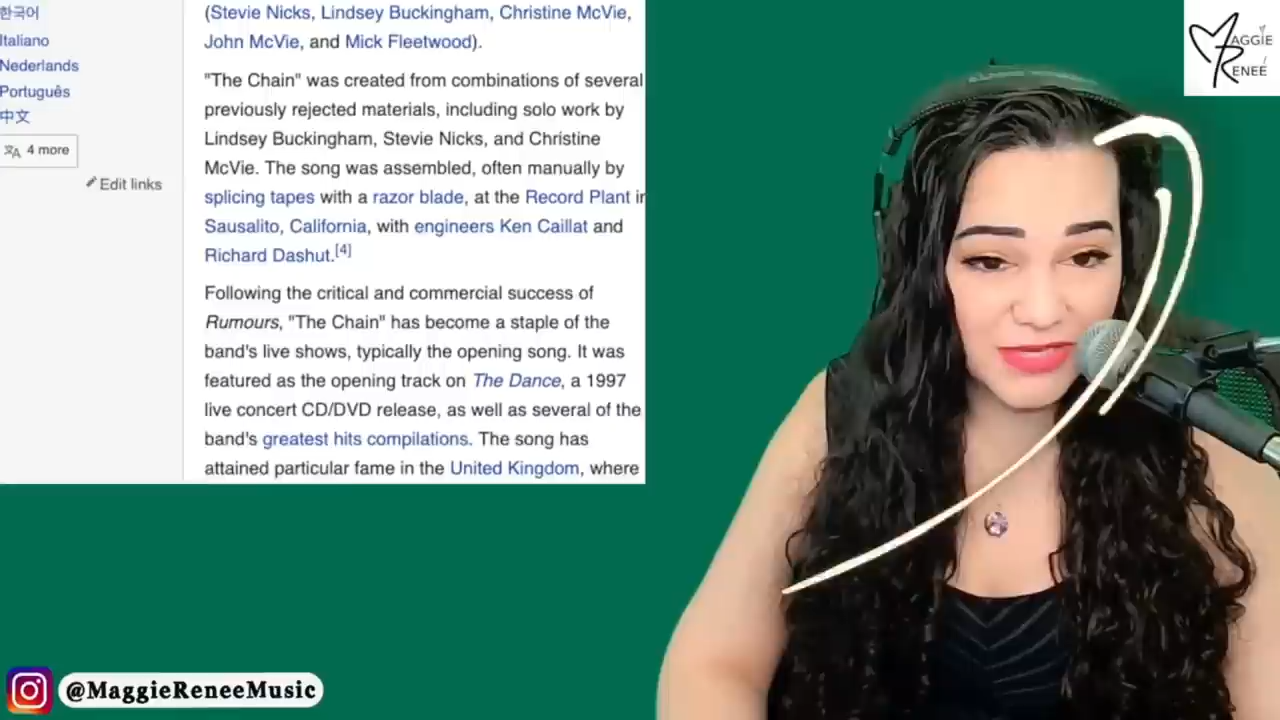 한국어
Italiano
Nederlands
Português
中文
4 more
Edit links
(Stevie Nicks, Lindsey Buckingham, Christine McVie,
John McVie, and Mick Fleetwood).
"The Chain" was created from combinations of several
previously rejected materials, including solo work by
Lindsey Buckingham, Stevie Nicks, and Christine
McVie. The song was assembled, often manually by
splicing tapes with a razor blade, at the Record Plant in
Sausalito, California, with engineers Ken Caillat and
Richard Dashut.[4]
Following the critical and commercial success of
Rumours, "The Chain" has become a staple of the
band's live shows, typically the opening song. It was
featured as the opening track on The Dance, a 1997
live concert CD/DVD release, as well as several of the
band's greatest hits compilations. The song has
attained particular fame in the United Kingdom, where
MAGGIE
RENEÉ
@MaggieReneeMusic